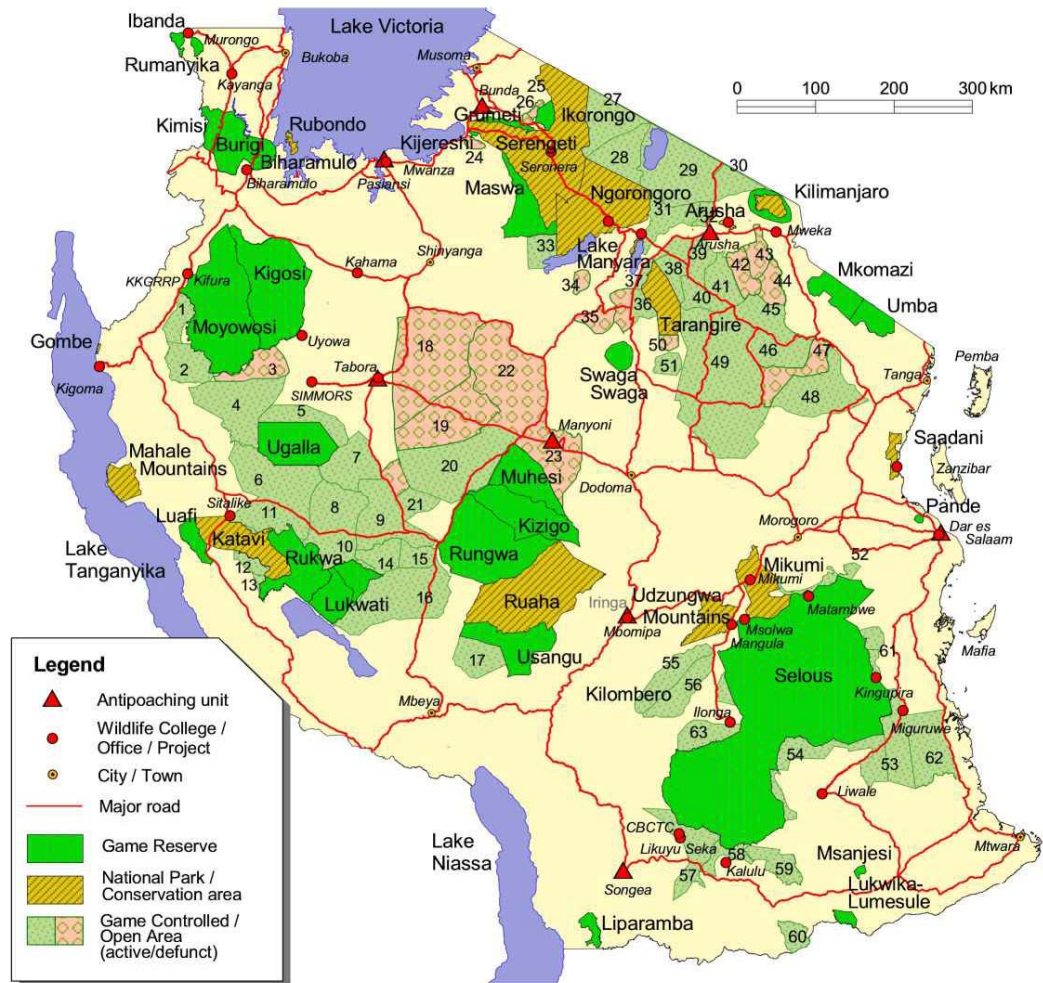 Ibanda
Murongo
Lake Victoria
Rumanyika
Bukoba
Musoma
Kayanga
Bunda
25
26
27
0 100 200 300 km
Kimisi
Rubondo
Grumeti
Ikorongo
Burigi
Kijereshi
Serengeti
28
Biharamulo
24
Seronera
29
30
Biharamulo
Pasiansi
Mwanza
Maswa
Ngorongoro
Kilimanjaro
31
Arusha
32
Shinyanga
33
Lake
Manyara
39
Arusha
Mweka
KKGRRP
Kifura
Kigosi
Kahama
34
37
38
42
43
Mkomazi
1
36
40
41
44
Umba
Moyowosi
35
45
Gombe
Uyowa
18
Tarangire
2
3
Tabora
22
50
46
47
Pemba
Kigoma
SIMMORS
Swaga
Swaga
51
49
Tanga
4
5
48
19
Manyoni
Mahale
Mountains
Ugalla
7
20
23
Saadani
Zanzibar
6
Muhesi
Dodoma
Sitalike
11
8
9
21
Pande
Luafi
Kizigo
Morogoro
Dar es
Salaam
Katavi
10
Rungwa
52
Lake
Tanganyika
12
13
Rukwa
14
15
Mikumi
Mikumi
Lukwati
16
Ruaha
Iringa
Udzungwa
Mountains
Matambwe
Mbomipa
Msolwa
Mangula
Mafia
17
Usangu
55
61
Kilombero
56
Selous
Kingupira
Mbeya
Ilonga
Miguruwe
63
54
53
62
Liwale
Lake
Niassa
CBCTC
Likuyu Seka
Mtwara
57
58
Kalulu
59
Msanjesi
Songea
Lukwika-
Lumesule
Liparamba
60
Legend
Antipoaching unit
Wildlife College /
Office / Project
City / Town
Major road
Game Reserve
National Park /
Conservation area
Game Controlled /
Open Area
(active/defunct)